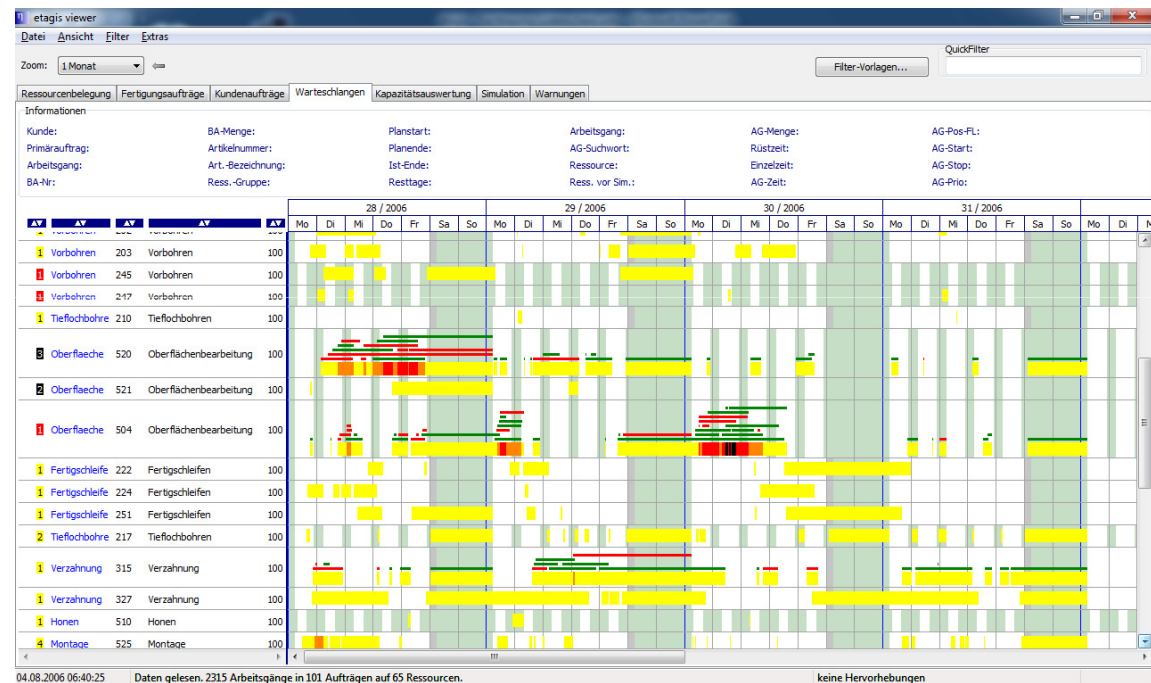 etagis viewer
Datei Ansicht Filter Extras
QuickFilter
Zoom: 1 Monat Filter-Vorlagen...
Ressourcenbelegung Fertigungsaufträge Kundenaufträge Warteschlangen Kapazitätsauswertung Simulation Warnungen
Informationen
Kunde: BA-Menge: Planstart: Arbeitsgang: AG-Menge: AG-Pos-FL:
Primärauftrag: Artikelnummer: Planende: AG-Suchwort: Rüstzeit: AG-Start:
Arbeitsgang: Art.-Bezeichnung: Ist-Ende: Ressource: Einzelzeit: AG-Stop:
BA-Nr: Ress.-Gruppe: Resttage: Ress. vor Sim.: AG-Zeit: AG-Prio:
28 / 2006 29 / 2006 30 / 2006 31 / 2006
Mo Di Mi Do Fr Sa So Mo Di Mi Do Fr Sa So Mo Di Mi Do Fr Sa So Mo Di Mi Do Fr Sa So Mo Di
1 Vorbohren 203 Vorbohren 100
1 Vorbohren 245 Vorbohren 100
1 Vorbohren 247 Vorbohren 100
1 Tieflochbohre 210 Tieflochbohren 100
3 Oberflaeche 520 Oberflächenbearbeitung 100
2 Oberflaeche 521 Oberflächenbearbeitung 100
1 Oberflaeche 504 Oberflächenbearbeitung 100
1 Fertigschleife 222 Fertigschleifen 100
1 Fertigschleife 224 Fertigschleifen 100
1 Fertigschleife 251 Fertigschleifen 100
2 Tieflochbohre 217 Tieflochbohren 100
1 Verzahnung 315 Verzahnung 100
1 Verzahnung 327 Verzahnung 100
1 Honen 510 Honen 100
4 Montage 525 Montage 100
04.08.2006 06:40:25 Daten gelesen. 2315 Arbeitsgänge in 101 Aufträgen auf 65 Ressourcen. keine Hervorhebungen